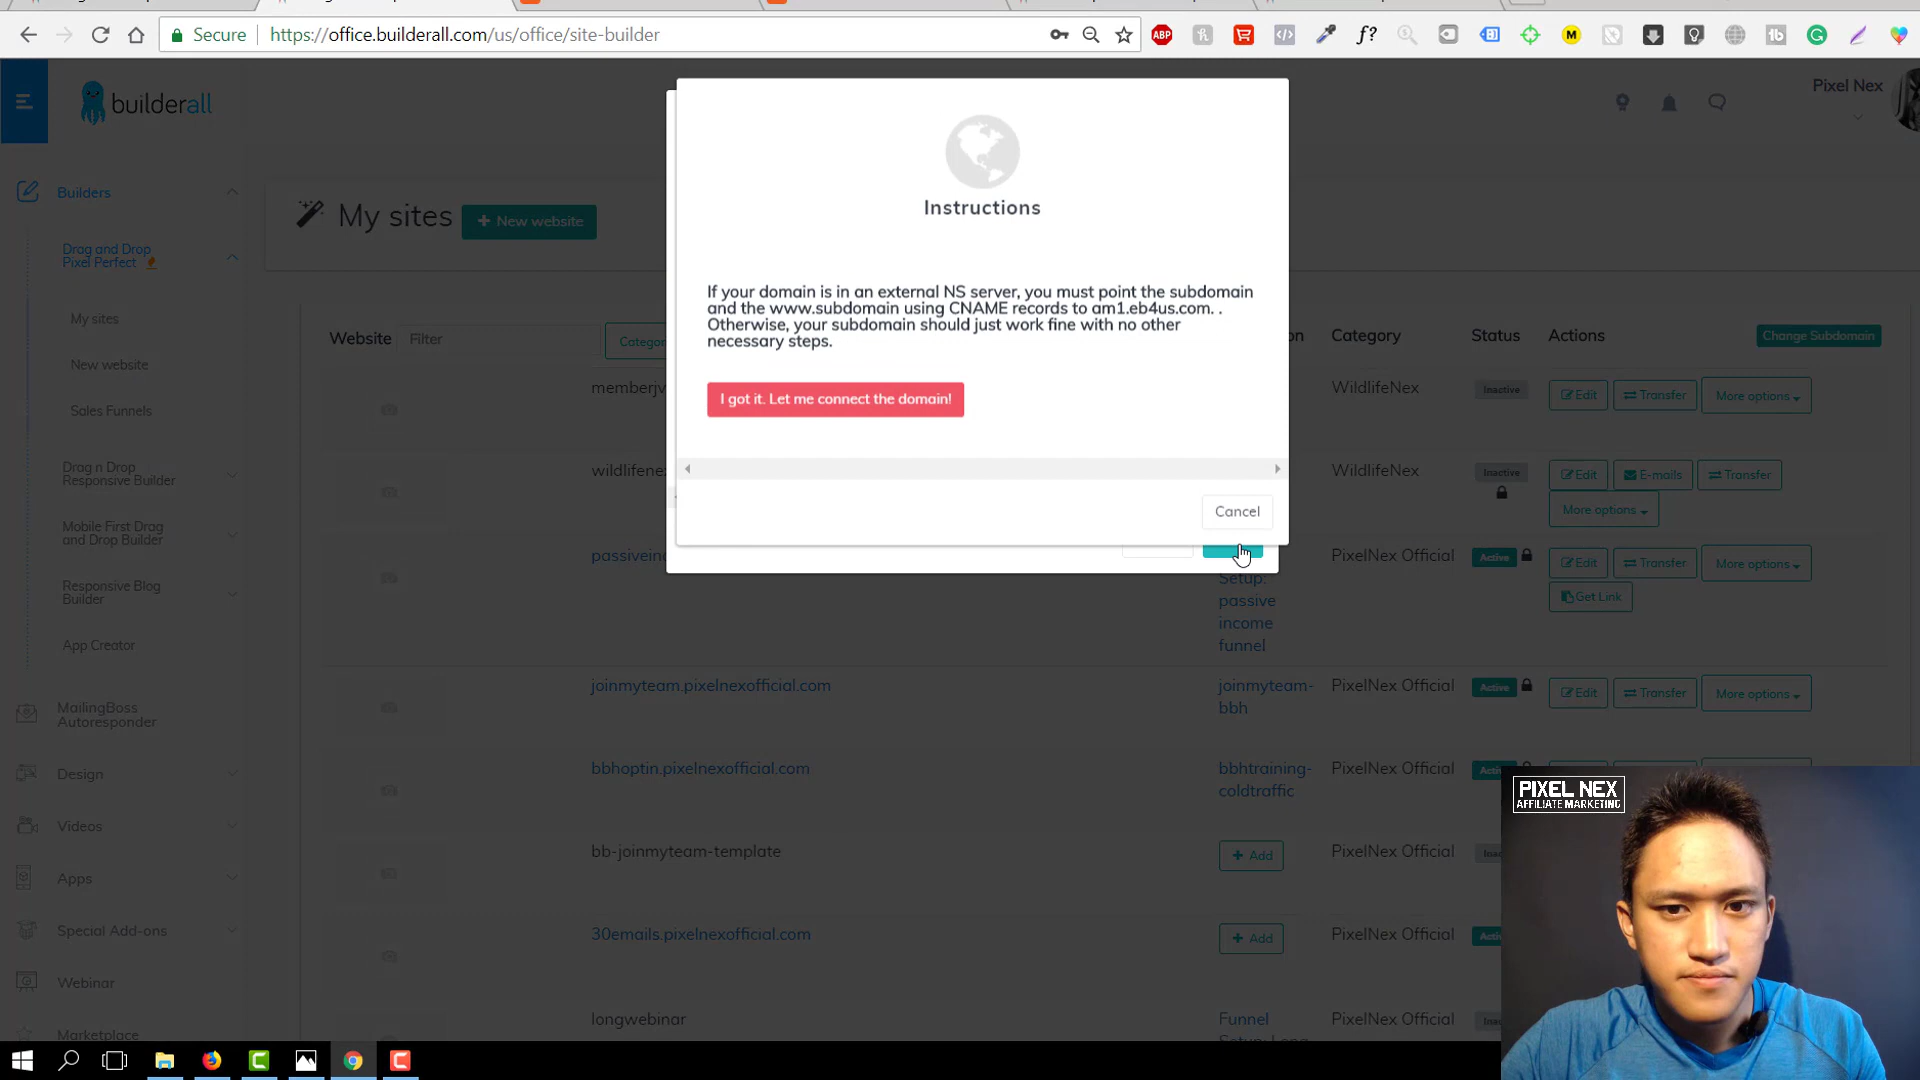 Secure
https://office.builderall.com/us/office/site-builder
ABP
f?
M
tb
builderall
Pixel Nex
Builders
Drag and Drop
Pixel Perfect
My sites
New website
Sales Funnels
Drag n Drop
Responsive Builder
Mobile First Drag
and Drop Builder
Responsive Blog
Builder
App Creator
MailingBoss
Autoresponder
Design
Videos
Apps
Special Add-ons
Webinar
Marketplace
My sites
+ New website
Instructions
If your domain is in an external NS server, you must point the subdomain
and the www.subdomain using CNAME records to am1.eb4us.com. .
Otherwise, your subdomain should just work fine with no other
necessary steps.
I got it. Let me connect the domain!
Cancel
Website
Filter
Category
Status
Actions
Change Subdomain
WildlifeNex
Inactive
Edit
Transfer
More options
WildlifeNex
Inactive
Edit
E-mails
Transfer
More options
Setup:
passive
income
funnel
PixelNex Official
Active
Edit
Transfer
More options
Get Link
joinmyteam.pixelnexofficial.com
joinmyteam-
bbh
PixelNex Official
Active
Edit
Transfer
More options
bbhoptin.pixelnexofficial.com
bbhtraining-
coldtraffic
PixelNex Official
bb-joinmyteam-template
+ Add
PixelNex Official
30emails.pixelnexofficial.com
+ Add
PixelNex Official
longwebinar
Funnel
Setup: Long
PixelNex Official
PIXEL NEX
AFFILIATE MARKETING